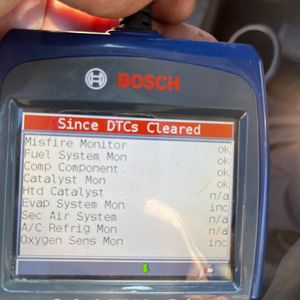 BOSCH
Since DTCs Cleared
Misfire Monitor ok
Fuel System Mon ok
Comp Component ok
Catalyst Mon ok
Htd Catalyst n/a
Evap System Mon inc
Sec Air System n/a
A/C Refrig Mon n/a
Oxygen Sens Mon inc